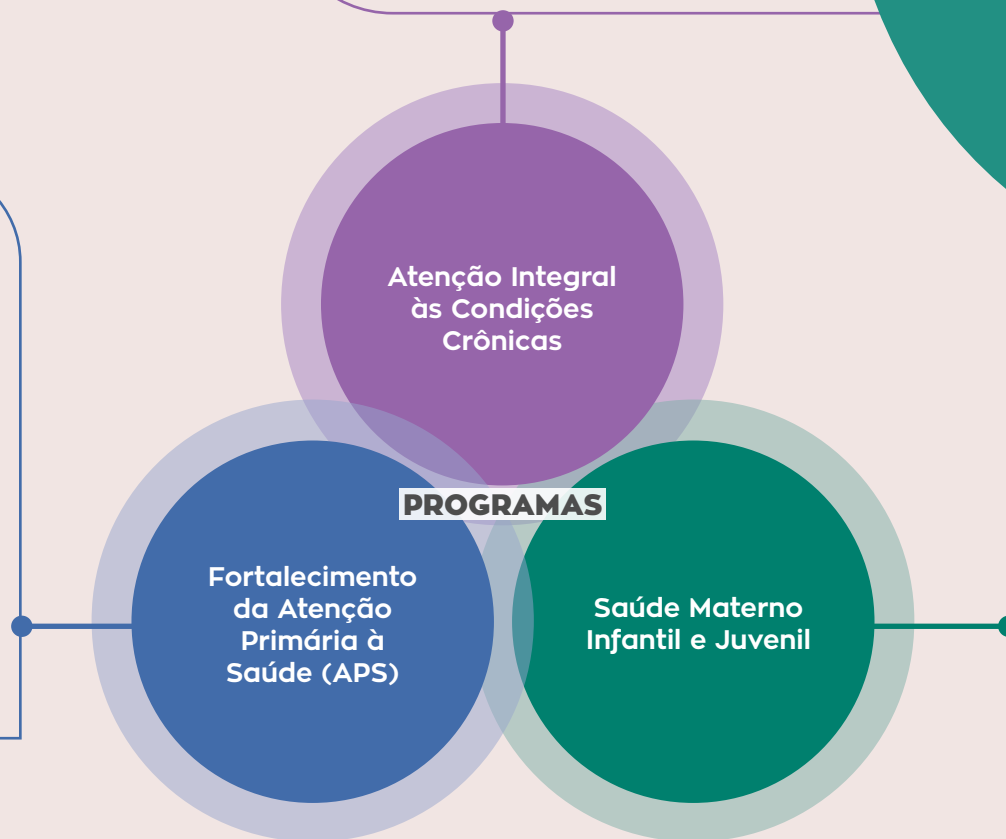 Atenção Integral
às Condições
Crônicas
PROGRAMAS
Fortalecimento
da Atenção
Primária à
Saúde (APS)
Saúde Materno
Infantil e Juvenil